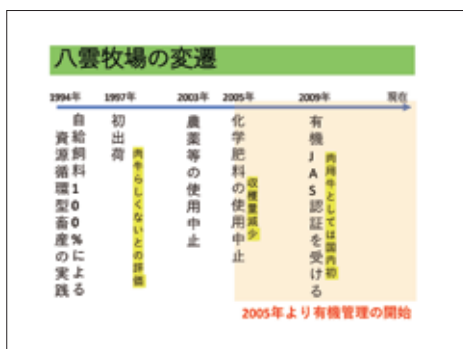 八雲牧場の変遷
1994年 1997年 2003年 2005年 2009年 現在
自給飼料100%による
資源循環型畜産の実践
初出荷
肉牛らしくないとの評価
農薬等の使用中止
化学肥料の使用中止
収穫量減少
有機JAS認証を受ける
肉用牛としては国内初
2005年より有機管理の開始